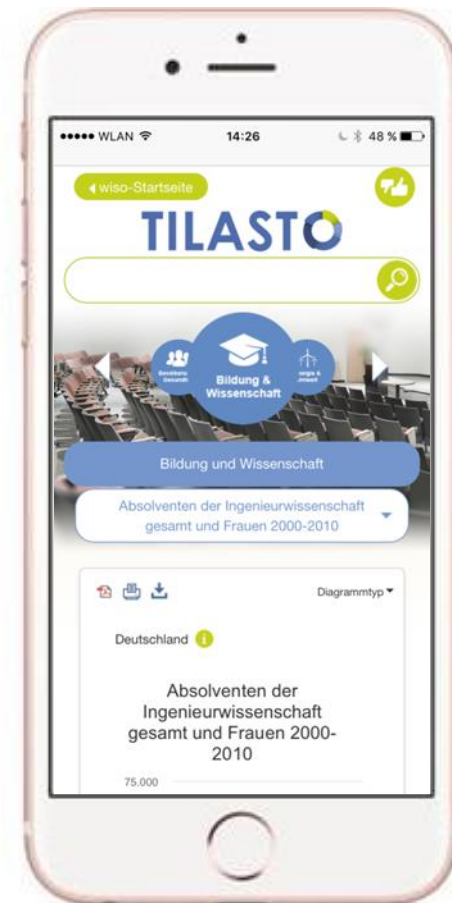 WLAN 14:26 48 %
wiso-Startseite
TILASTO
Bildung &
Wissenschaft
Gesundh
Bildung und Wissenschaft
Absolventen der Ingenieurwissenschaft
gesamt und Frauen 2000-2010
Diagrammtyp
Deutschland i
Absolventen der
Ingenieurwissenschaft
gesamt und Frauen 2000-
2010
75.000